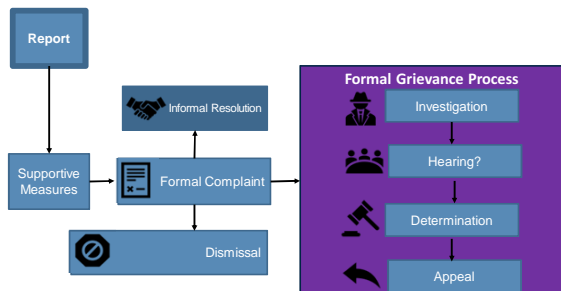 Report
Formal Grievance Process
Informal Resolution
Investigation
Supportive
Measures
Formal Complaint
Hearing?
Dismissal
Determination
Appeal